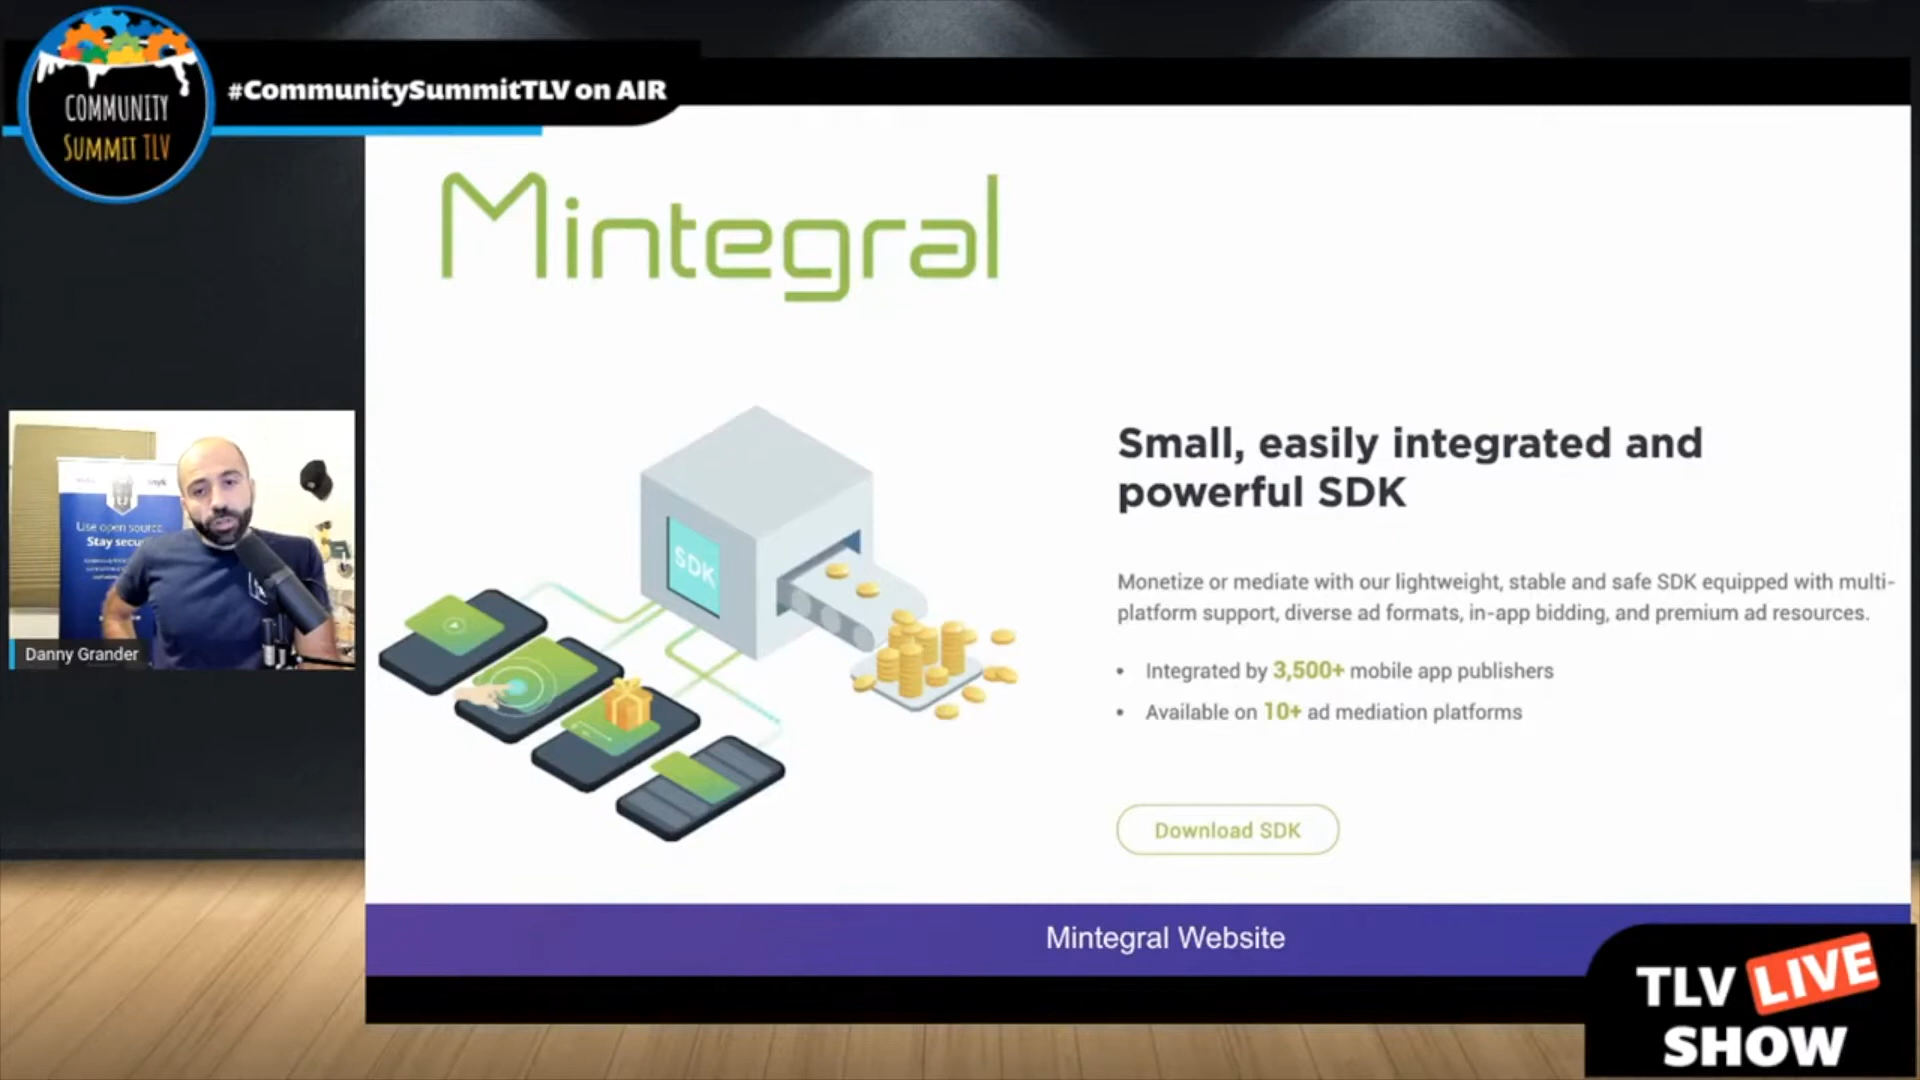 COMMUNITY
SUMMIT TLV
#CommunitySummitTLV on AIR
Mintegral
SDK
Small, easily integrated and
powerful SDK
Monetize or mediate with our lightweight, stable and safe SDK equipped with multi-
platform support, diverse ad formats, in-app bidding, and premium ad resources.
• Integrated by 3,500+ mobile app publishers
• Available on 10+ ad mediation platforms
Download SDK
Use open source.
Stay
Danny Grander
Mintegral Website
TLV LIVE
SHOW